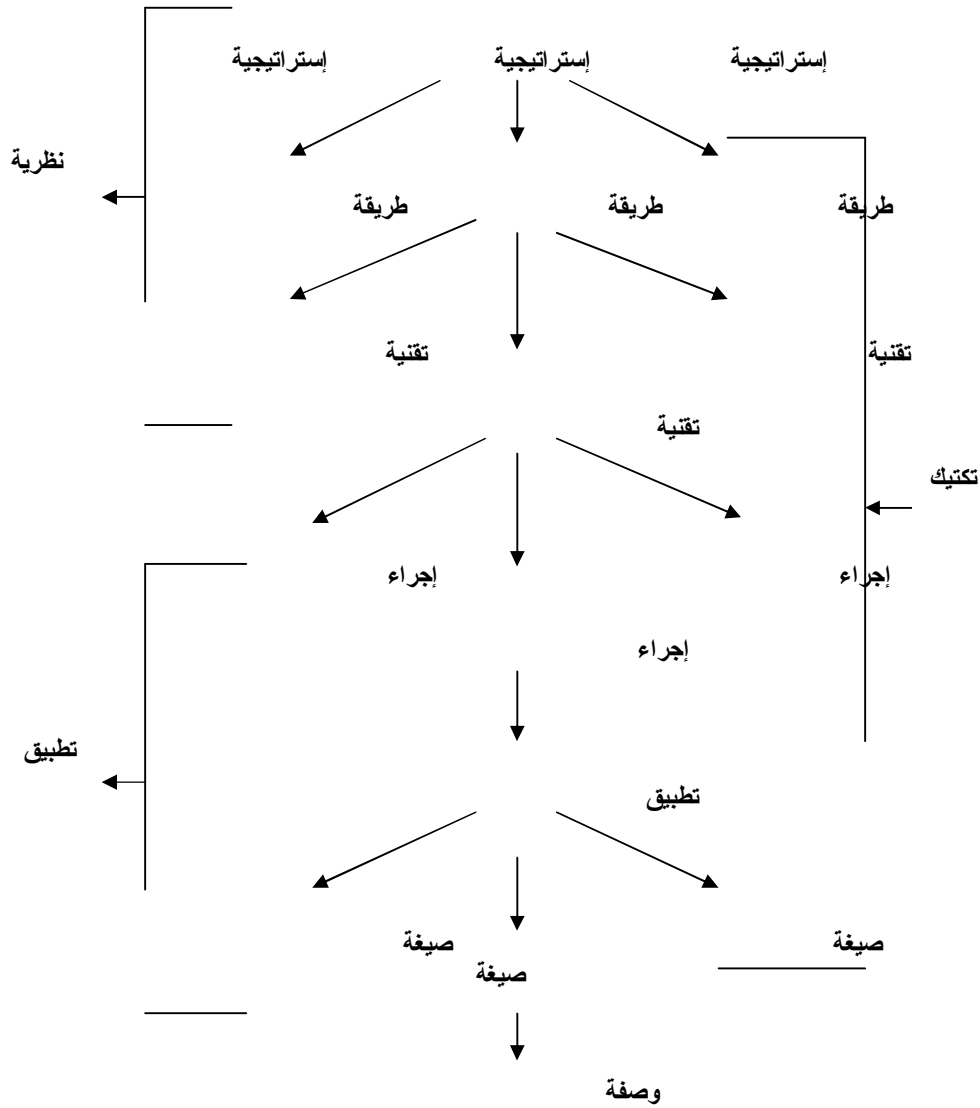 إستراتيجية إستراتيجية إستراتيجية
نظرية
طريقة طريقة طريقة
تقنية تقنية
تقنية
تكتيك
إجراء إجراء
إجراء
تطبيق
تطبيق
صيغة صيغة
صيغة
وصفة